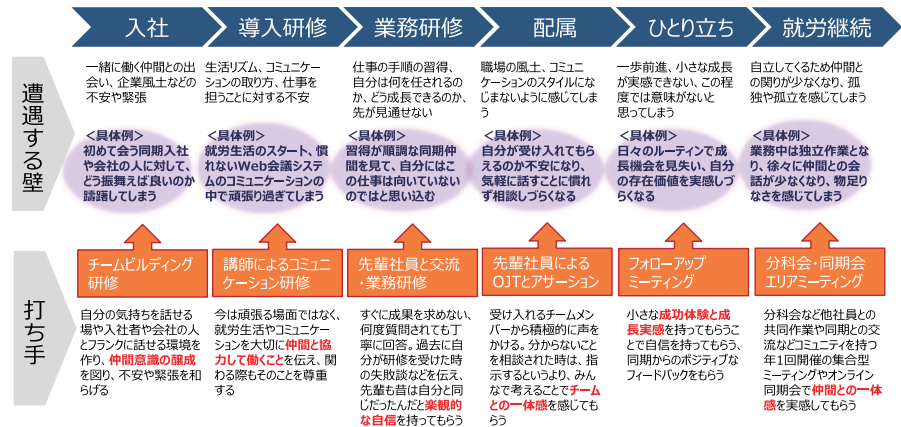 入社
導入研修
業務研修
配属
ひとり立ち
就労継続
遭遇する壁
一緒に働く仲間との出
会い、企業風土などの
不安や緊張
生活リズム、コミュニケー
ションの取り方、仕事を
担うことに対する不安
仕事の手順の習得、
自分は何を任されるの
か、どう成長できるのか、
先が見通せない
職場の風土、コミュニ
ケーションのスタイルにな
じまないように感じてしま
う
一歩前進、小さな成長
が実感できない、この程
度では意味がないと
思ってしまう
自立してくるため仲間と
の関りが少なくなり、孤
独や孤立を感じてしまう
<具体例>
初めて会う同期入社
や会社の人に対して、
どう振舞えば良いのか
躊躇してしまう
<具体例>
就労生活のスタート、慣
れないWeb会議システ
ムのコミュニケーションの
中で頑張り過ぎてしまう
<具体例>
習得が順調な同期仲
間を見て、自分にはこ
の仕事は向いていない
のではと思い込む
<具体例>
自分が受け入れてもら
えるのか不安になり、
気軽に話すことに慣れ
ず相談しづらくなる
<具体例>
日々のルーティンで成
長機会を見失い、自分
の存在価値を実感しづ
らくなる
<具体例>
業務中は独立作業とな
り、徐々に仲間との会
話が少なくなり、物足り
なさを感じてしまう
打ち手
チームビルディング
研修
講師によるコミュニ
ケーション研修
先輩社員と交流
・業務研修
先輩社員による
OJTとアサーション
フォローアップ
ミーティング
分科会・同期会
エリアミーティング
自分の気持ちを話せる
場や入社者や会社の人
とフランクに話せる環境
を作り、仲間意識の醸成
を図り、不安や緊張を和
らげる
今は頑張る場面ではなく、
就労生活やコミュニケー
ションを大切に仲間と協
力して働くことを伝え、関
わる際もそのことを尊重
する
すぐに成果を求めない、
何度質問されても丁
寧に回答。過去に自
分が研修を受けた時
の失敗談などを伝え、
先輩も昔は自分と同
じだったんだと楽観的
な自信を持ってもらう
受け入れるチームメン
バーから積極的に声を
かける。分からないこと
を相談された時は、指
示するというより、みん
なで考えることでチーム
との一体感を感じても
らう
小さな成功体験と成
長実感を持ってもらうこ
とで自信を持ってもらう、
同期からのポジティブな
フィードバックをもらう
分科会など他社員との
共同作業や同期との交
流などコミュニティを持つ
年1回開催の集合型
ミーティングやオンライン
同期会で仲間との一体
感を実感してもらう